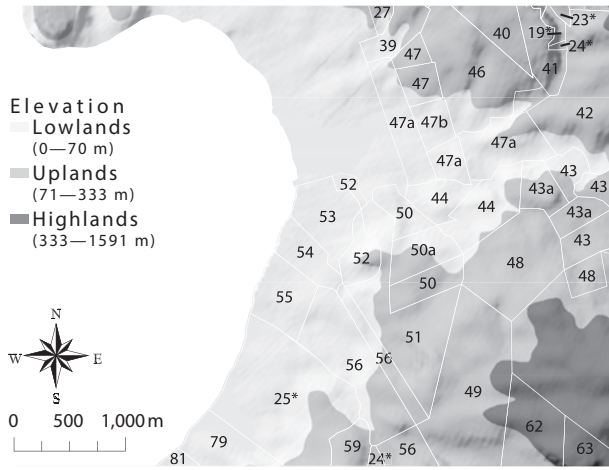 27
23*
40
19*
39
24*
47
41
46
47
42
47a 47b
47a
47a
43
43
52
43a
44
44
43a
53
50
43
54
52
50a
48
50
48
55
51
56
56
49
25*
62
79
59
56
63
81
24*
Elevation
Lowlands
(0—70 m)
Uplands
(71—333 m)
Highlands
(333—1591 m)
N
W E
S
0 500 1,000 m